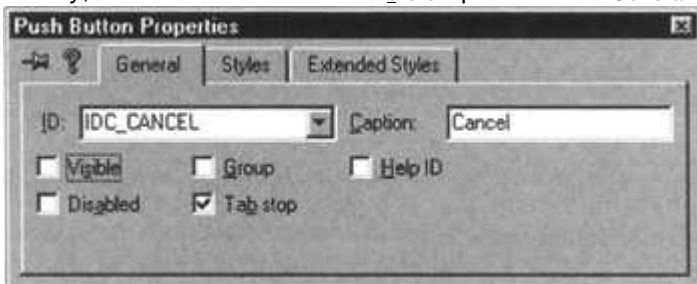 Push Button Properties
General Styles Extended Styles
ID: IDC_CANCEL Caption: Cancel
Visible Group Help ID
Disabled Tab stop